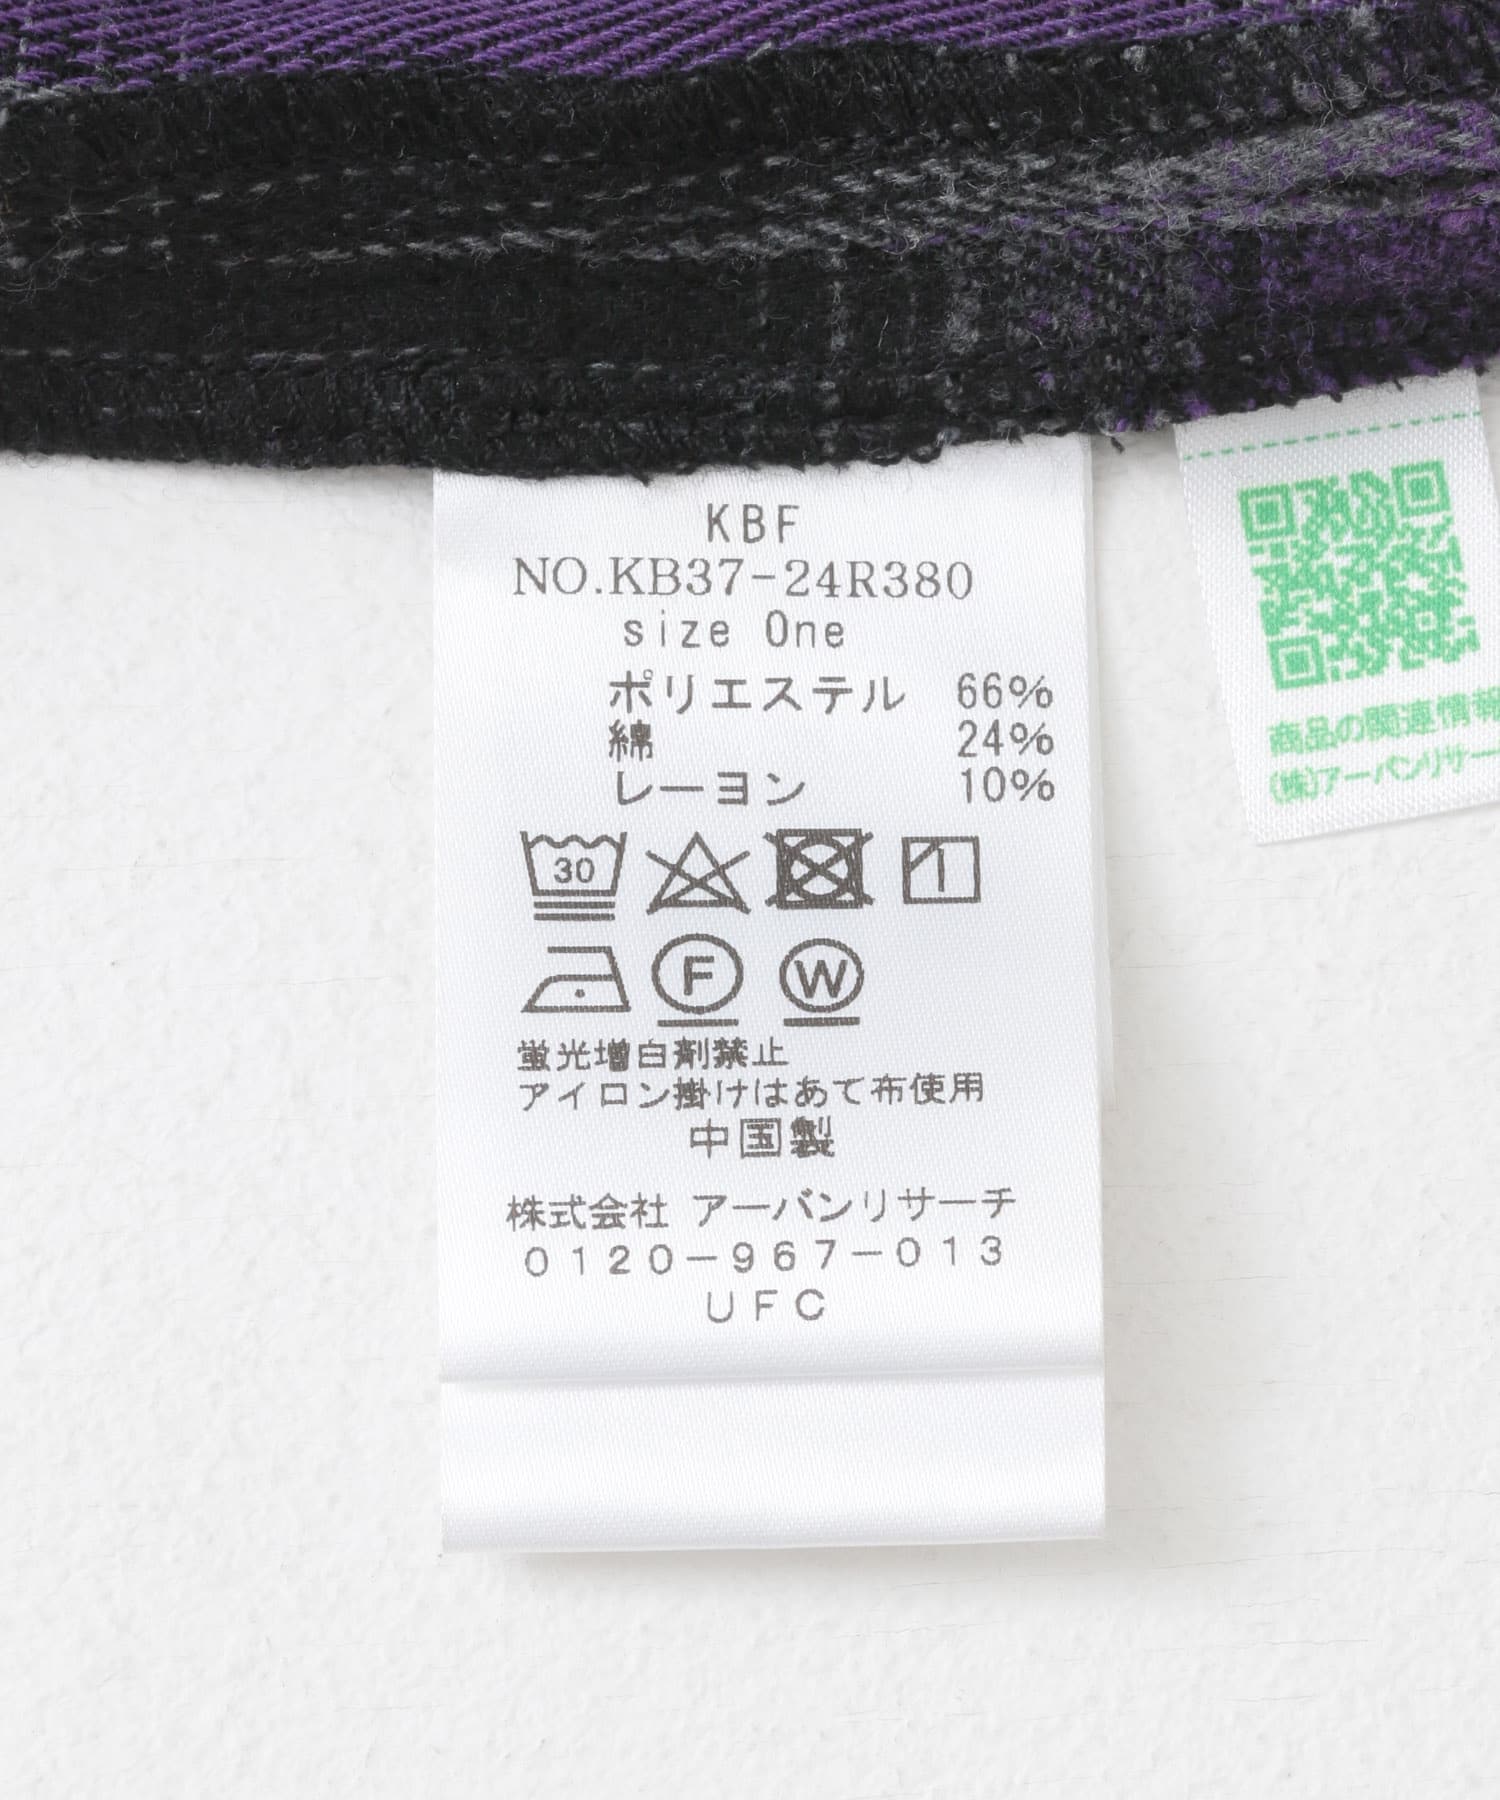 KBF
NO.KB37-24R380
size One
ポリエステル 66%
綿 24%
レーヨン 10%
30
F W
蛍光増白剤禁止
アイロン掛けはあて布使用
中国製
株式会社 アーバンリサーチ
0120-967-013
UFC
商品の関連情報
(株)アーバンリサー